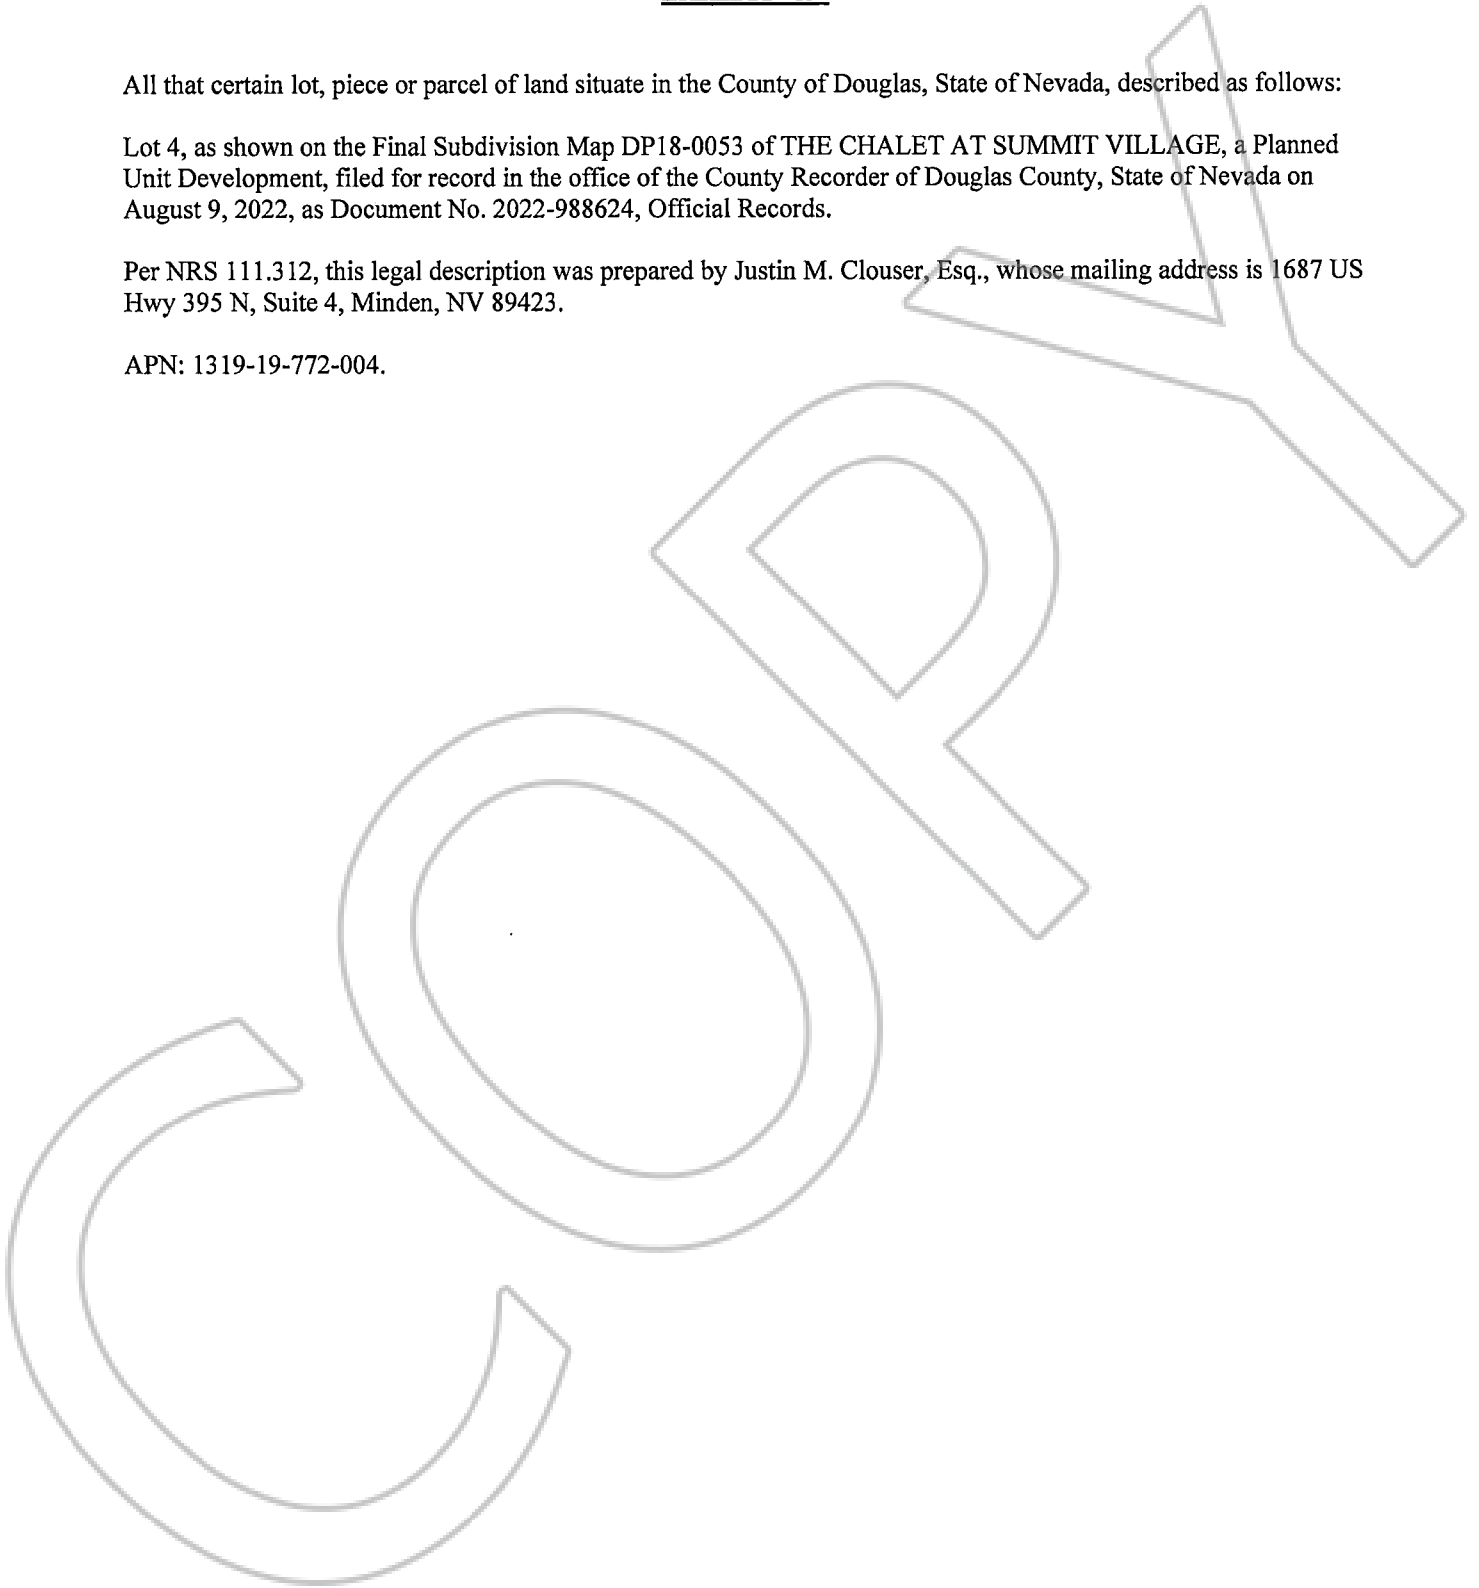 All that certain lot, piece or parcel of land situate in the County of Douglas, State of Nevada, described as follows:
Lot 4, as shown on the Final Subdivision Map DP18-0053 of THE CHALET AT SUMMIT VILLAGE, a Planned
Unit Development, filed for record in the office of the County Recorder of Douglas County, State of Nevada on
August 9, 2022, as Document No. 2022-988624, Official Records.
Per NRS 111.312, this legal description was prepared by Justin M. Clouser, Esq., whose mailing address is 1687 US
Hwy 395 N, Suite 4, Minden, NV 89423.
APN: 1319-19-772-004.
COPY